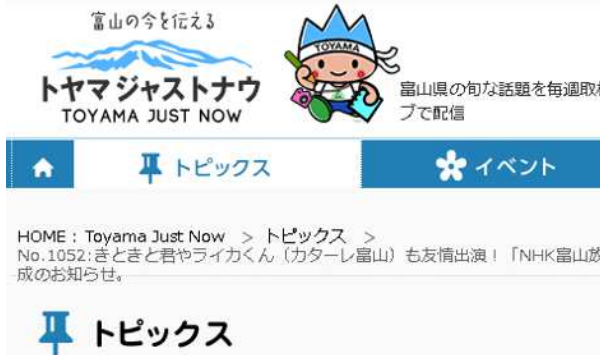 富山の今を伝える
トヤマジャストナウ
TOYAMA JUST NOW
TOYAMA
富山県の旬な話題を毎週取
ブで配信
トピックス
イベント
HOME : Toyama Just Now > トピックス >
No.1052:きときと君やライカくん（カターレ富山）も友情出演！「NHK富山放
成のお知らせ。
トピックス